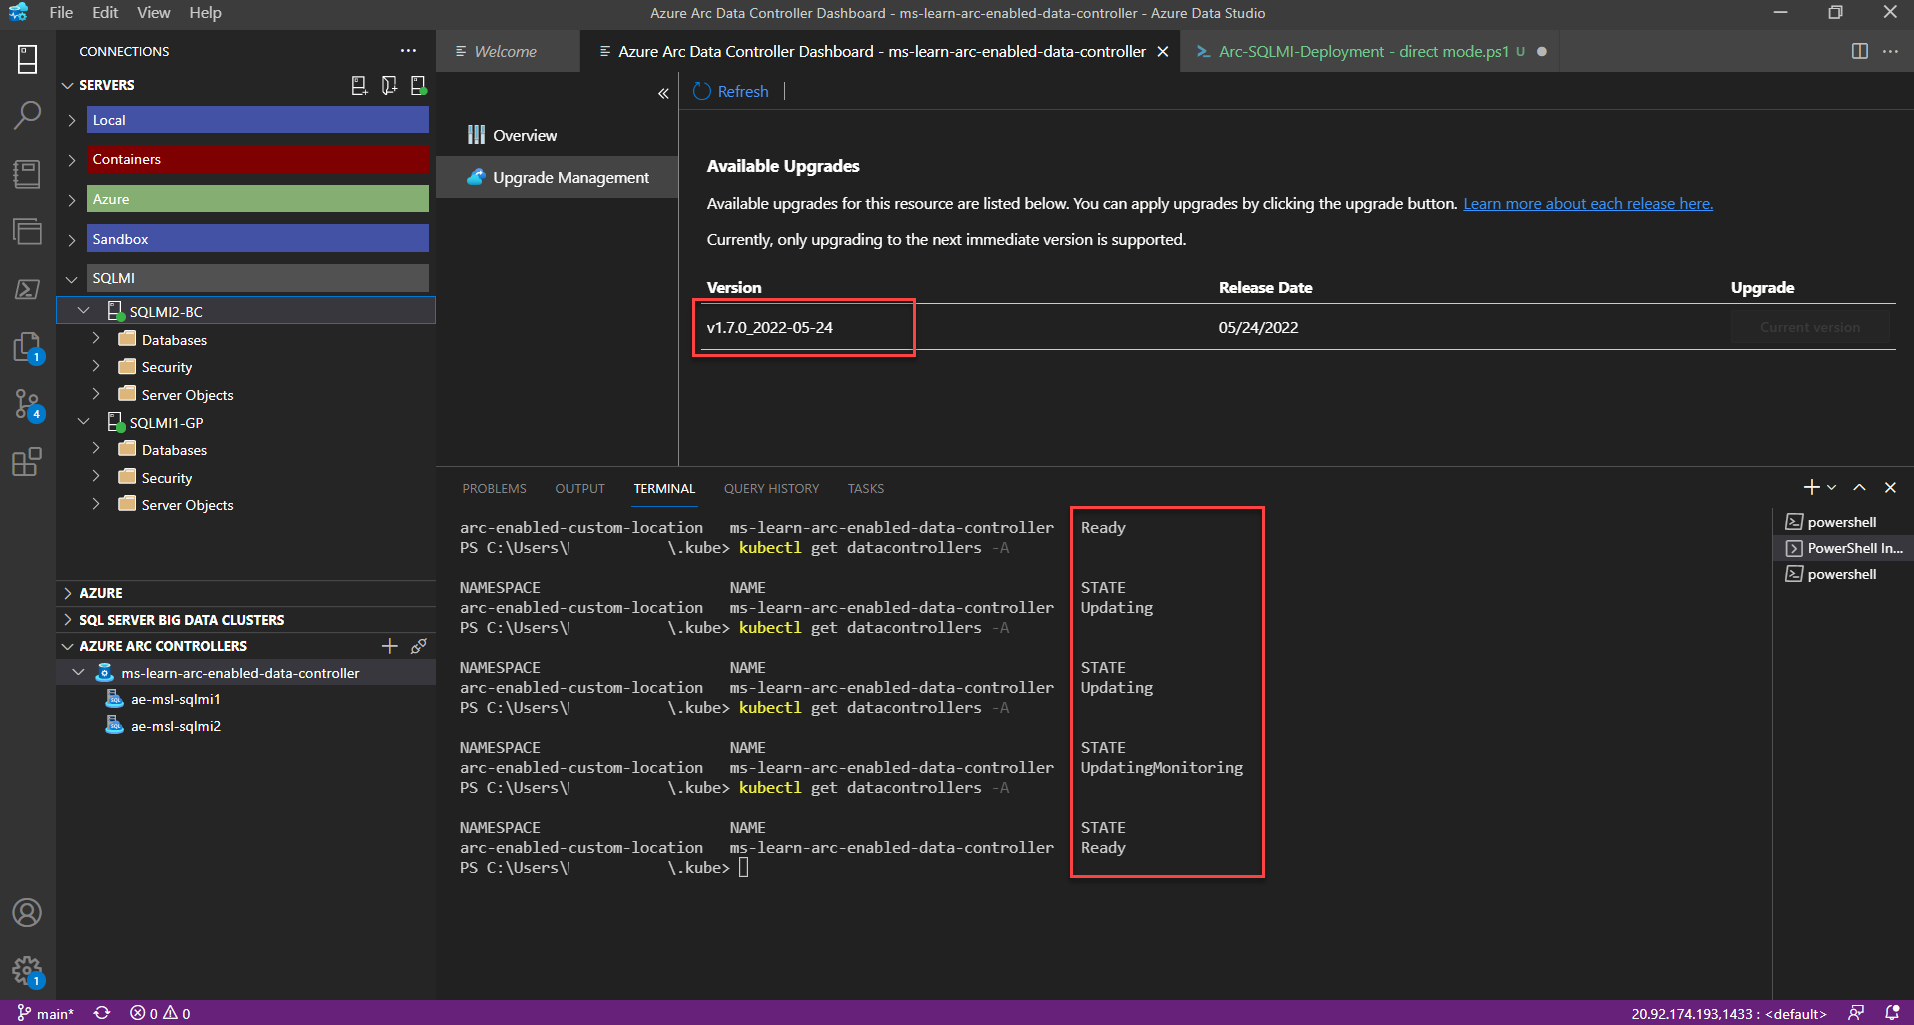 File Edit View Help
Azure Arc Data Controller Dashboard - ms-learn-arc-enabled-data-controller - Azure Data Studio
CONNECTIONS
SERVERS
Local
Containers
Azure
Sandbox
SQLMI
SQLMI2-BC
Databases
Security
Server Objects
SQLMI1-GP
Databases
Security
Server Objects
AZURE
SQL SERVER BIG DATA CLUSTERS
AZURE ARC CONTROLLERS
ms-learn-arc-enabled-data-controller
ae-msl-sqlmi1
ae-msl-sqlmi2
1
4
1
Welcome
Azure Arc Data Controller Dashboard - ms-learn-arc-enabled-data-controller
Arc-SQLMI-Deployment - direct mode.ps1 U
Overview
Upgrade Management
Refresh
Available Upgrades
Available upgrades for this resource are listed below. You can apply upgrades by clicking the upgrade button. Learn more about each release here.
Currently, only upgrading to the next immediate version is supported.
Version Release Date Upgrade
v1.7.0_2022-05-24 05/24/2022 Current version
PROBLEMS OUTPUT TERMINAL QUERY HISTORY TASKS
arc-enabled-custom-location ms-learn-arc-enabled-data-controller Ready
PS C:\Users\ \.kube> kubectl get datacontrollers -A
NAMESPACE NAME STATE
arc-enabled-custom-location ms-learn-arc-enabled-data-controller Updating
PS C:\Users\ \.kube> kubectl get datacontrollers -A
NAMESPACE NAME STATE
arc-enabled-custom-location ms-learn-arc-enabled-data-controller Updating
PS C:\Users\ \.kube> kubectl get datacontrollers -A
NAMESPACE NAME STATE
arc-enabled-custom-location ms-learn-arc-enabled-data-controller UpdatingMonitoring
PS C:\Users\ \.kube> kubectl get datacontrollers -A
NAMESPACE NAME STATE
arc-enabled-custom-location ms-learn-arc-enabled-data-controller Ready
PS C:\Users\ \.kube>
powershell
PowerShell In...
powershell
main* 0 0
20.92.174.193,1433 : <default>